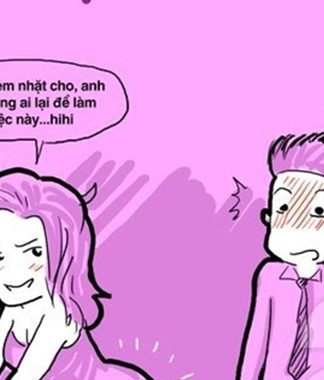 em nhặt cho, anh
ng ai lại để làm
ệc này...hihi